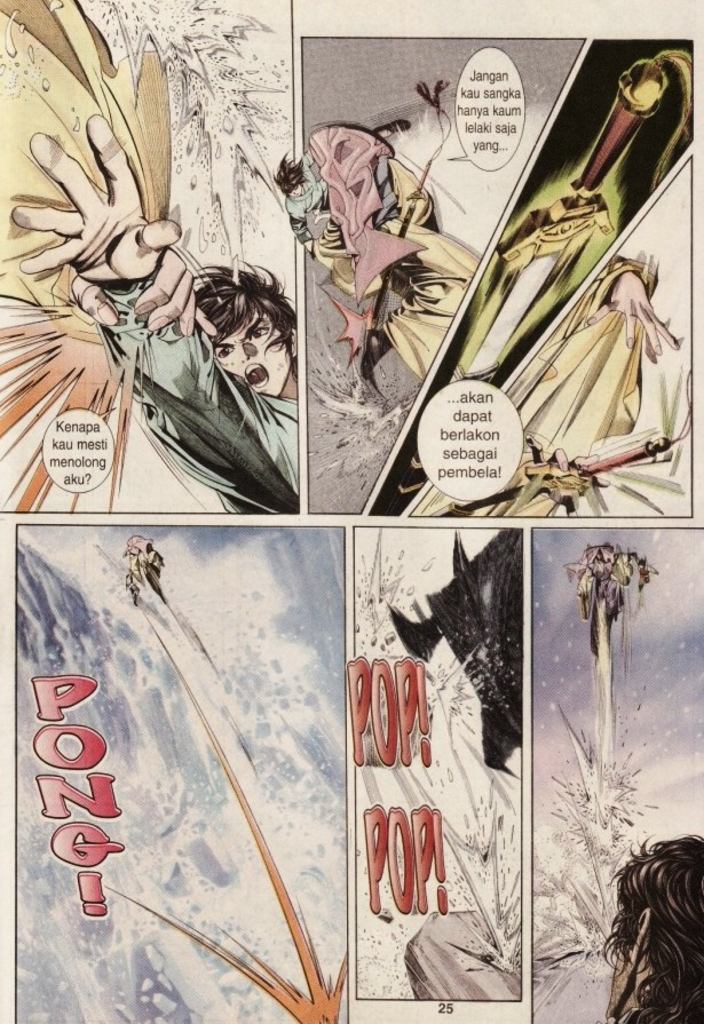 Kenapa
kau mesti
menolong
aku?
Jangan
kau sangka
hanya kaum
lelaki saja
yang...
...akan
dapat
berlakon
sebagai
pembela!
PONG!
POP!
POP!
25